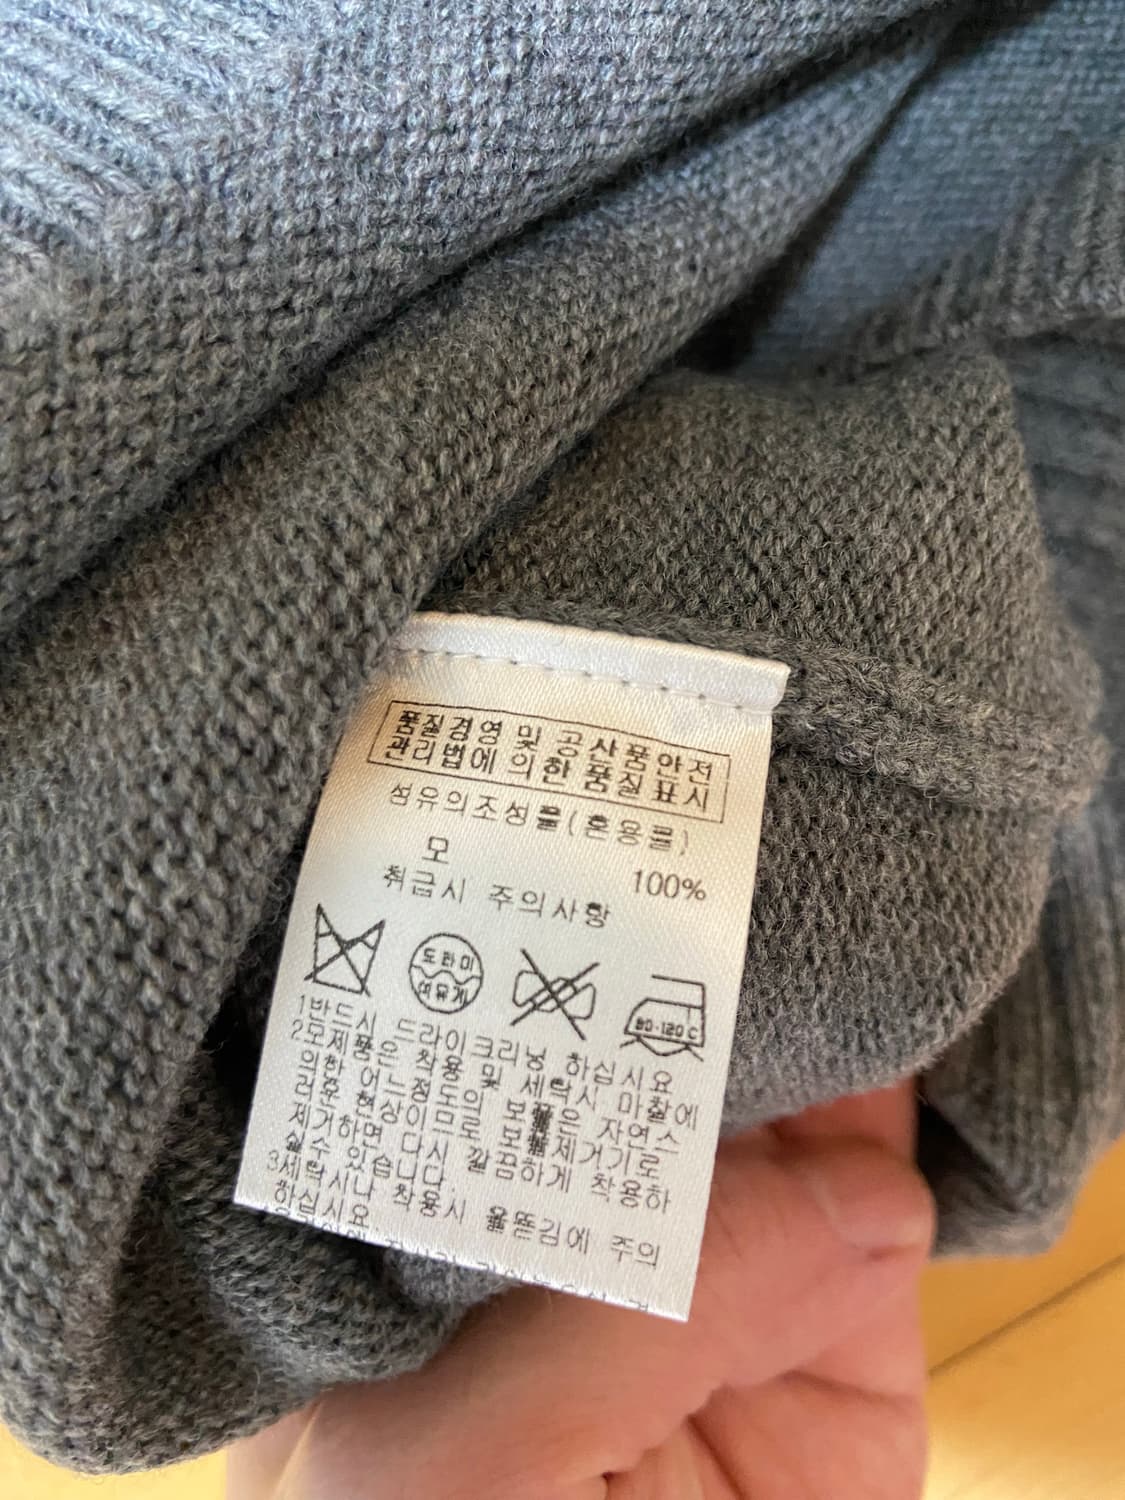 품질경영 및 공산품안전
관리법에 의한 품질표시
섬유의조성률(혼용률)
모 100%
취급시 주의사항
드라이
석유계
80-120℃
1반드시 드라이크리닝 하십시요
2모제품은 착용 및 세탁시 마찰에
의한 어느정도의 보풀은 자연스
러운 현상이므로 보풀제거기로
제거하면 다시 깔끔하게 착용하
실수 있습니다.
3세탁시나 착용시 올뜯김에 주의
하십시요